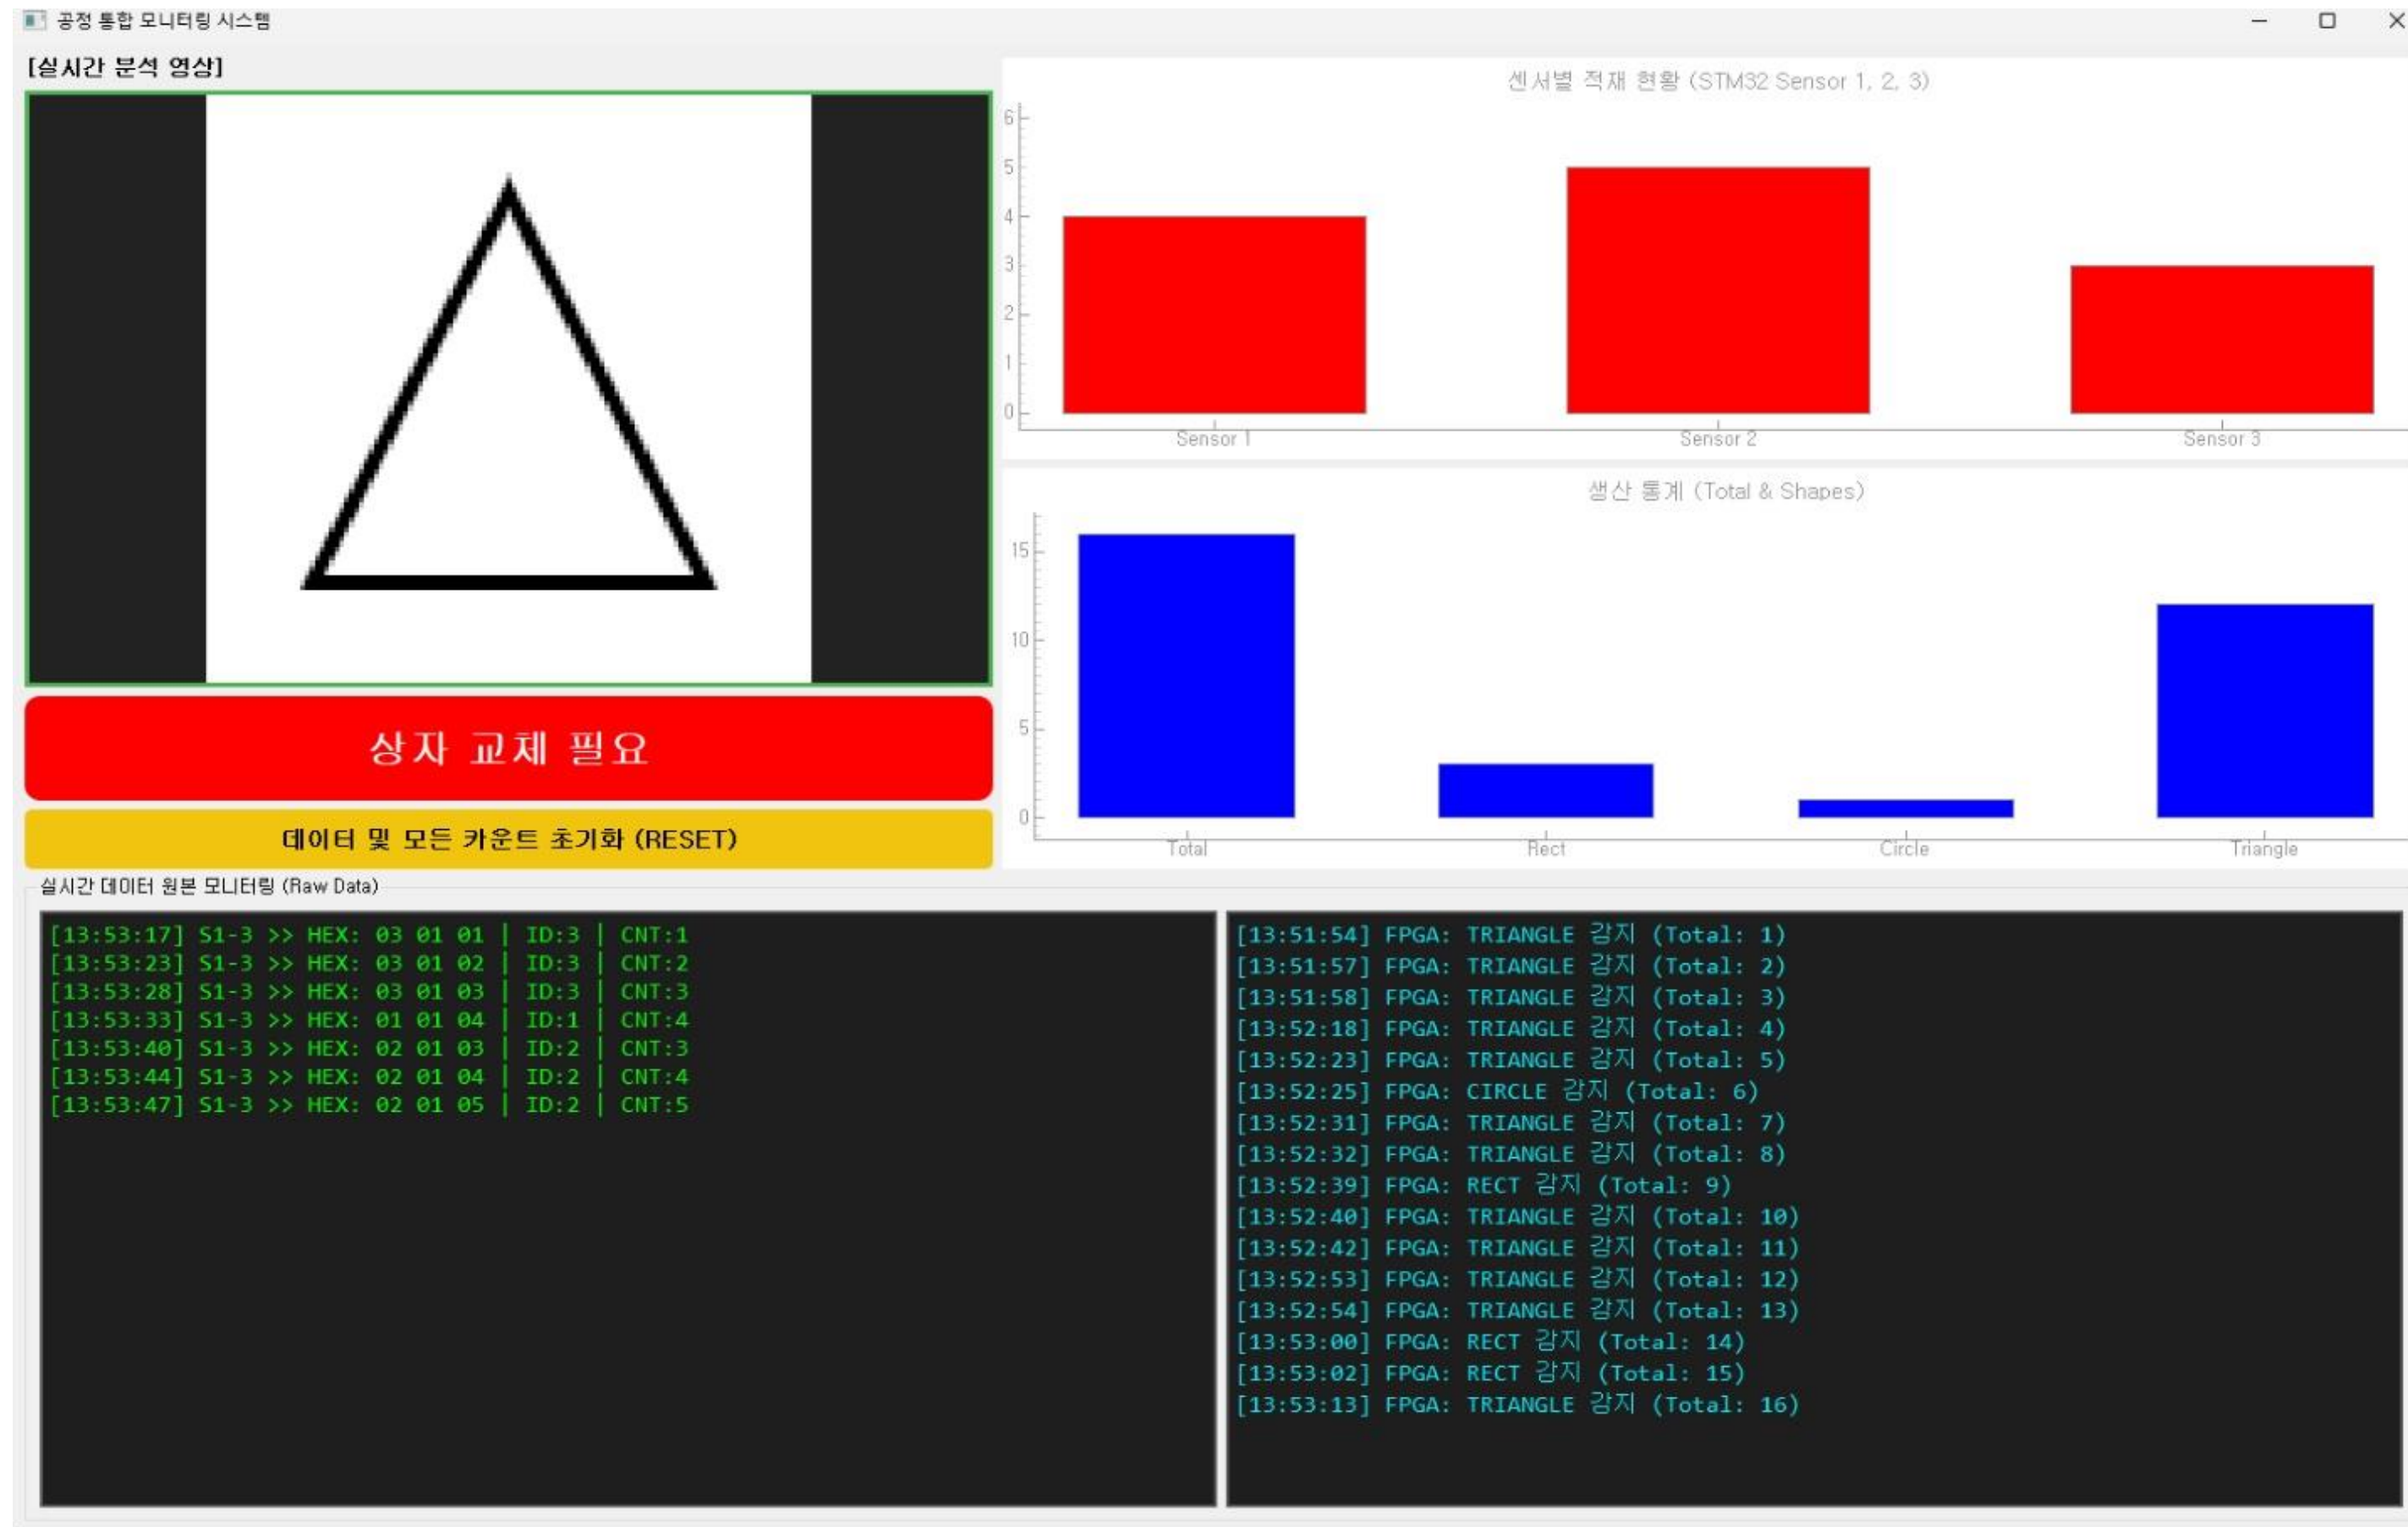 공정 통합 모니터링 시스템
[실시간 분석 영상]
상자 교체 필요
데이터 및 모든 카운트 초기화 (RESET)
센서별 적재 현황 (STM32 Sensor 1, 2, 3)
6
5
4
3
2
1
0
Sensor 1 Sensor 2 Sensor 3
생산 통계 (Total & Shapes)
15
10
5
0
Total Rect Circle Triangle
실시간 데이터 원본 모니터링 (Raw Data)
[13:53:17] S1-3 >> HEX: 03 01 01 | ID:3 | CNT:1
[13:53:23] S1-3 >> HEX: 03 01 02 | ID:3 | CNT:2
[13:53:28] S1-3 >> HEX: 03 01 03 | ID:3 | CNT:3
[13:53:33] S1-3 >> HEX: 01 01 04 | ID:1 | CNT:4
[13:53:40] S1-3 >> HEX: 02 01 03 | ID:2 | CNT:3
[13:53:44] S1-3 >> HEX: 02 01 04 | ID:2 | CNT:4
[13:53:47] S1-3 >> HEX: 02 01 05 | ID:2 | CNT:5
[13:51:54] FPGA: TRIANGLE 감지 (Total: 1)
[13:51:57] FPGA: TRIANGLE 감지 (Total: 2)
[13:51:58] FPGA: TRIANGLE 감지 (Total: 3)
[13:52:18] FPGA: TRIANGLE 감지 (Total: 4)
[13:52:23] FPGA: TRIANGLE 감지 (Total: 5)
[13:52:25] FPGA: CIRCLE 감지 (Total: 6)
[13:52:31] FPGA: TRIANGLE 감지 (Total: 7)
[13:52:32] FPGA: TRIANGLE 감지 (Total: 8)
[13:52:39] FPGA: RECT 감지 (Total: 9)
[13:52:40] FPGA: TRIANGLE 감지 (Total: 10)
[13:52:42] FPGA: TRIANGLE 감지 (Total: 11)
[13:52:53] FPGA: TRIANGLE 감지 (Total: 12)
[13:52:54] FPGA: TRIANGLE 감지 (Total: 13)
[13:53:00] FPGA: RECT 감지 (Total: 14)
[13:53:02] FPGA: RECT 감지 (Total: 15)
[13:53:13] FPGA: TRIANGLE 감지 (Total: 16)